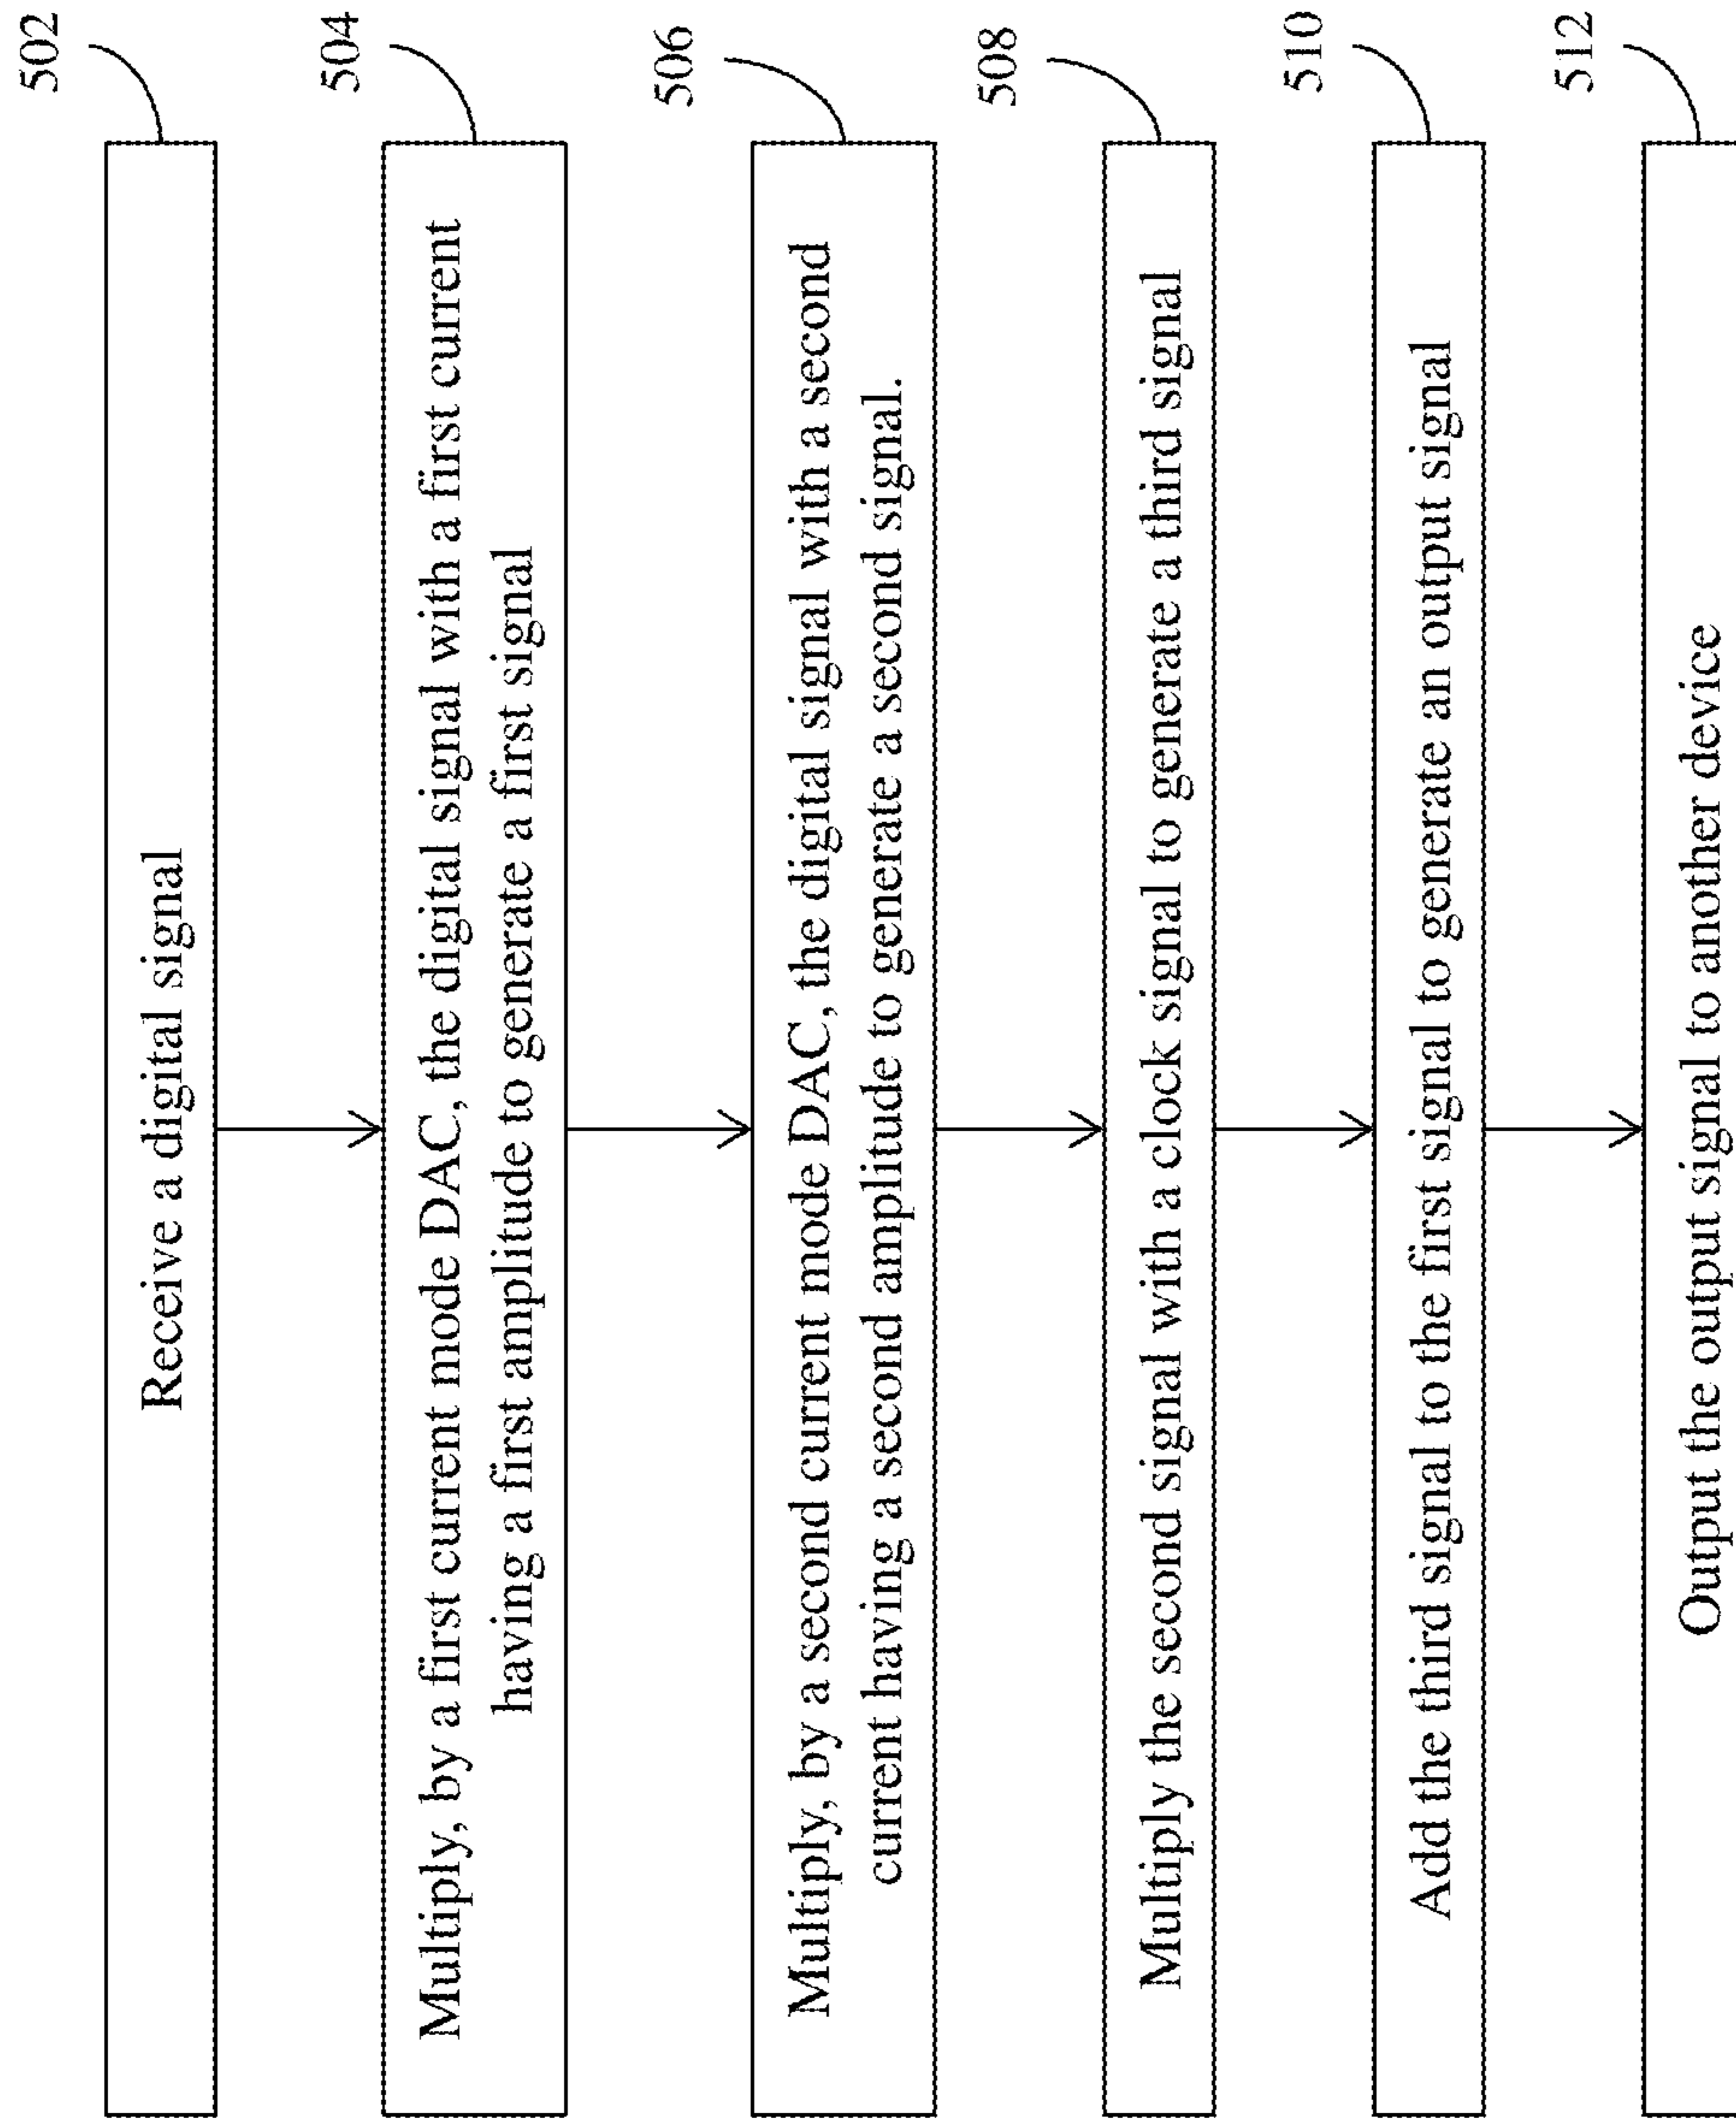 502
Receive a digital signal
504
Multiply, by a first current mode DAC, the digital signal with a first current
having a first amplitude to generate a first signal
506
Multiply, by a second current mode DAC, the digital signal with a second
current having a second amplitude to generate a second signal.
508
Multiply the second signal with a clock signal to generate a third signal
510
Add the third signal to the first signal to generate an output signal
512
Output the output signal to another device